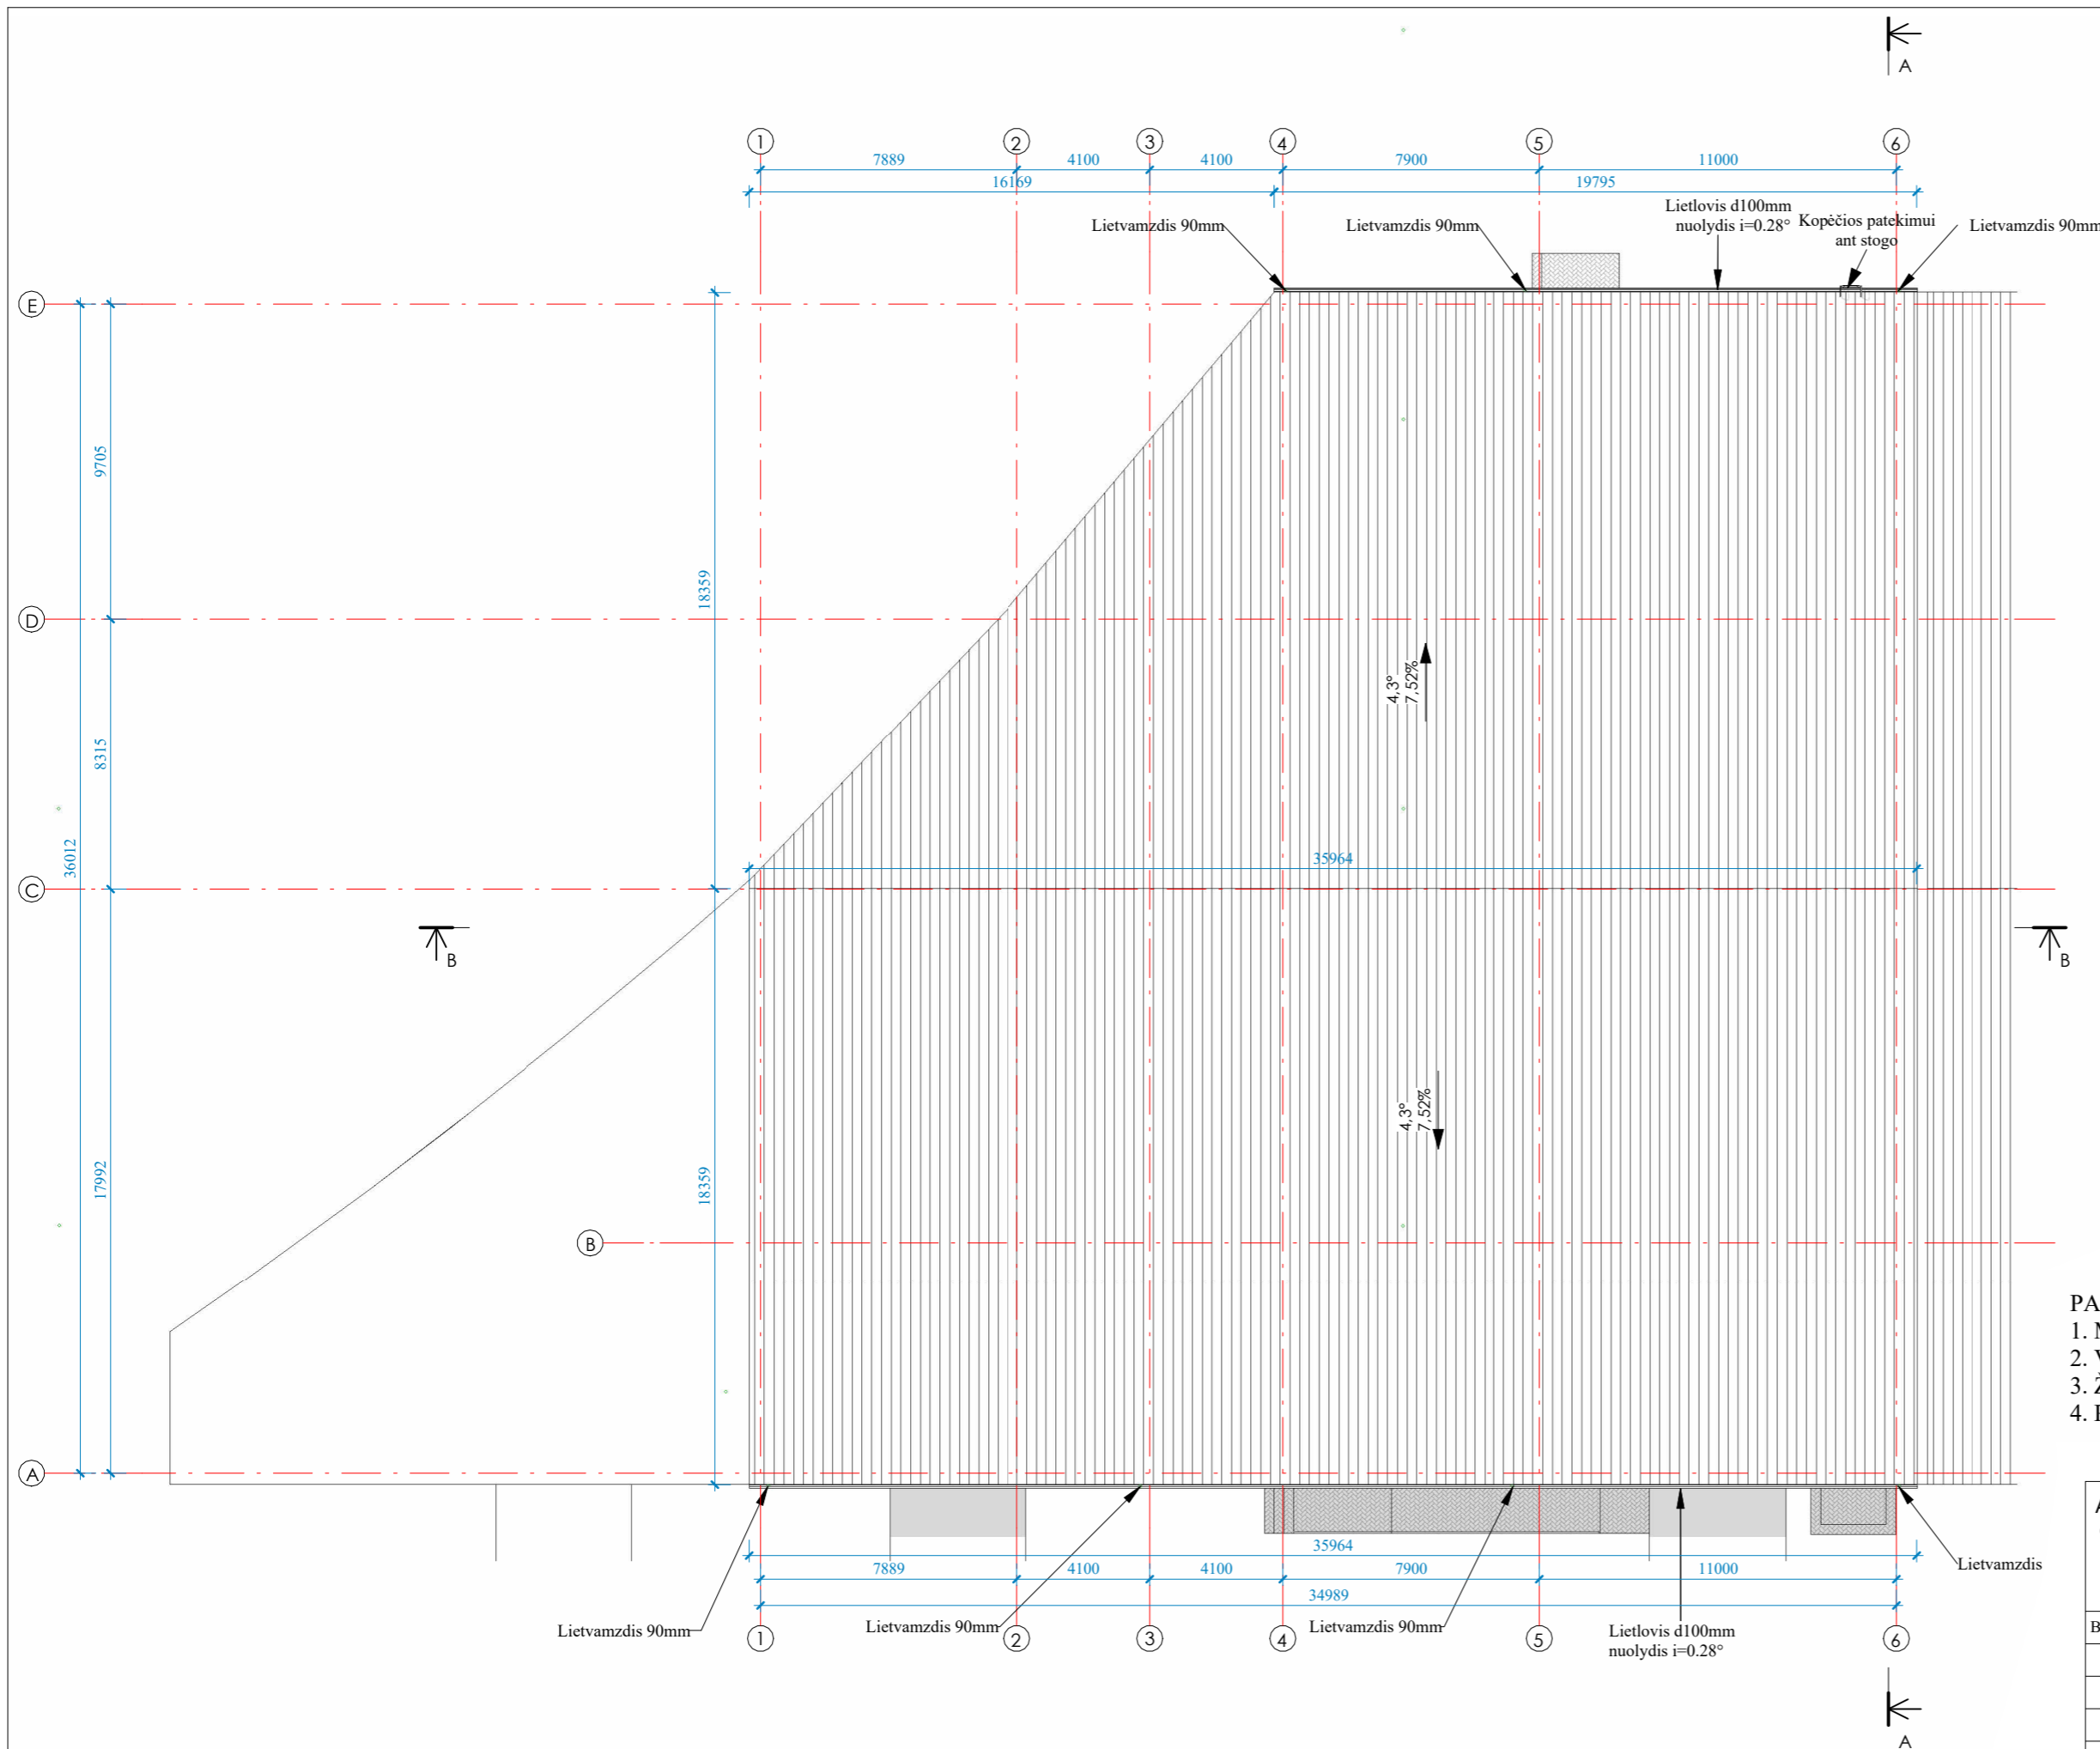 A
1
2
3
4
5
6
7889
4100
4100
7900
11000
16169
19795
Lietvamzdis 90mm
Lietvamzdis 90mm
Lietlovis d100mm
nuolydis i=0.28°
Kopėčios patekimui
ant stogo
Lietvamzdis 90mm
E
9705
18359
D
4,3°
7,52%
8315
36012
35964
C
B
B
4,3°
7,52%
17992
18359
B
PA
1.
2. V
3. Ž
4.
A
35964
7889
4100
4100
7900
11000
34989
Lietvamzdis
Lietvamzdis 90mm
Lietvamzdis 90mm
Lietvamzdis 90mm
Lietlovis d100mm
nuolydis i=0.28°
1
2
3
4
5
6
B
A